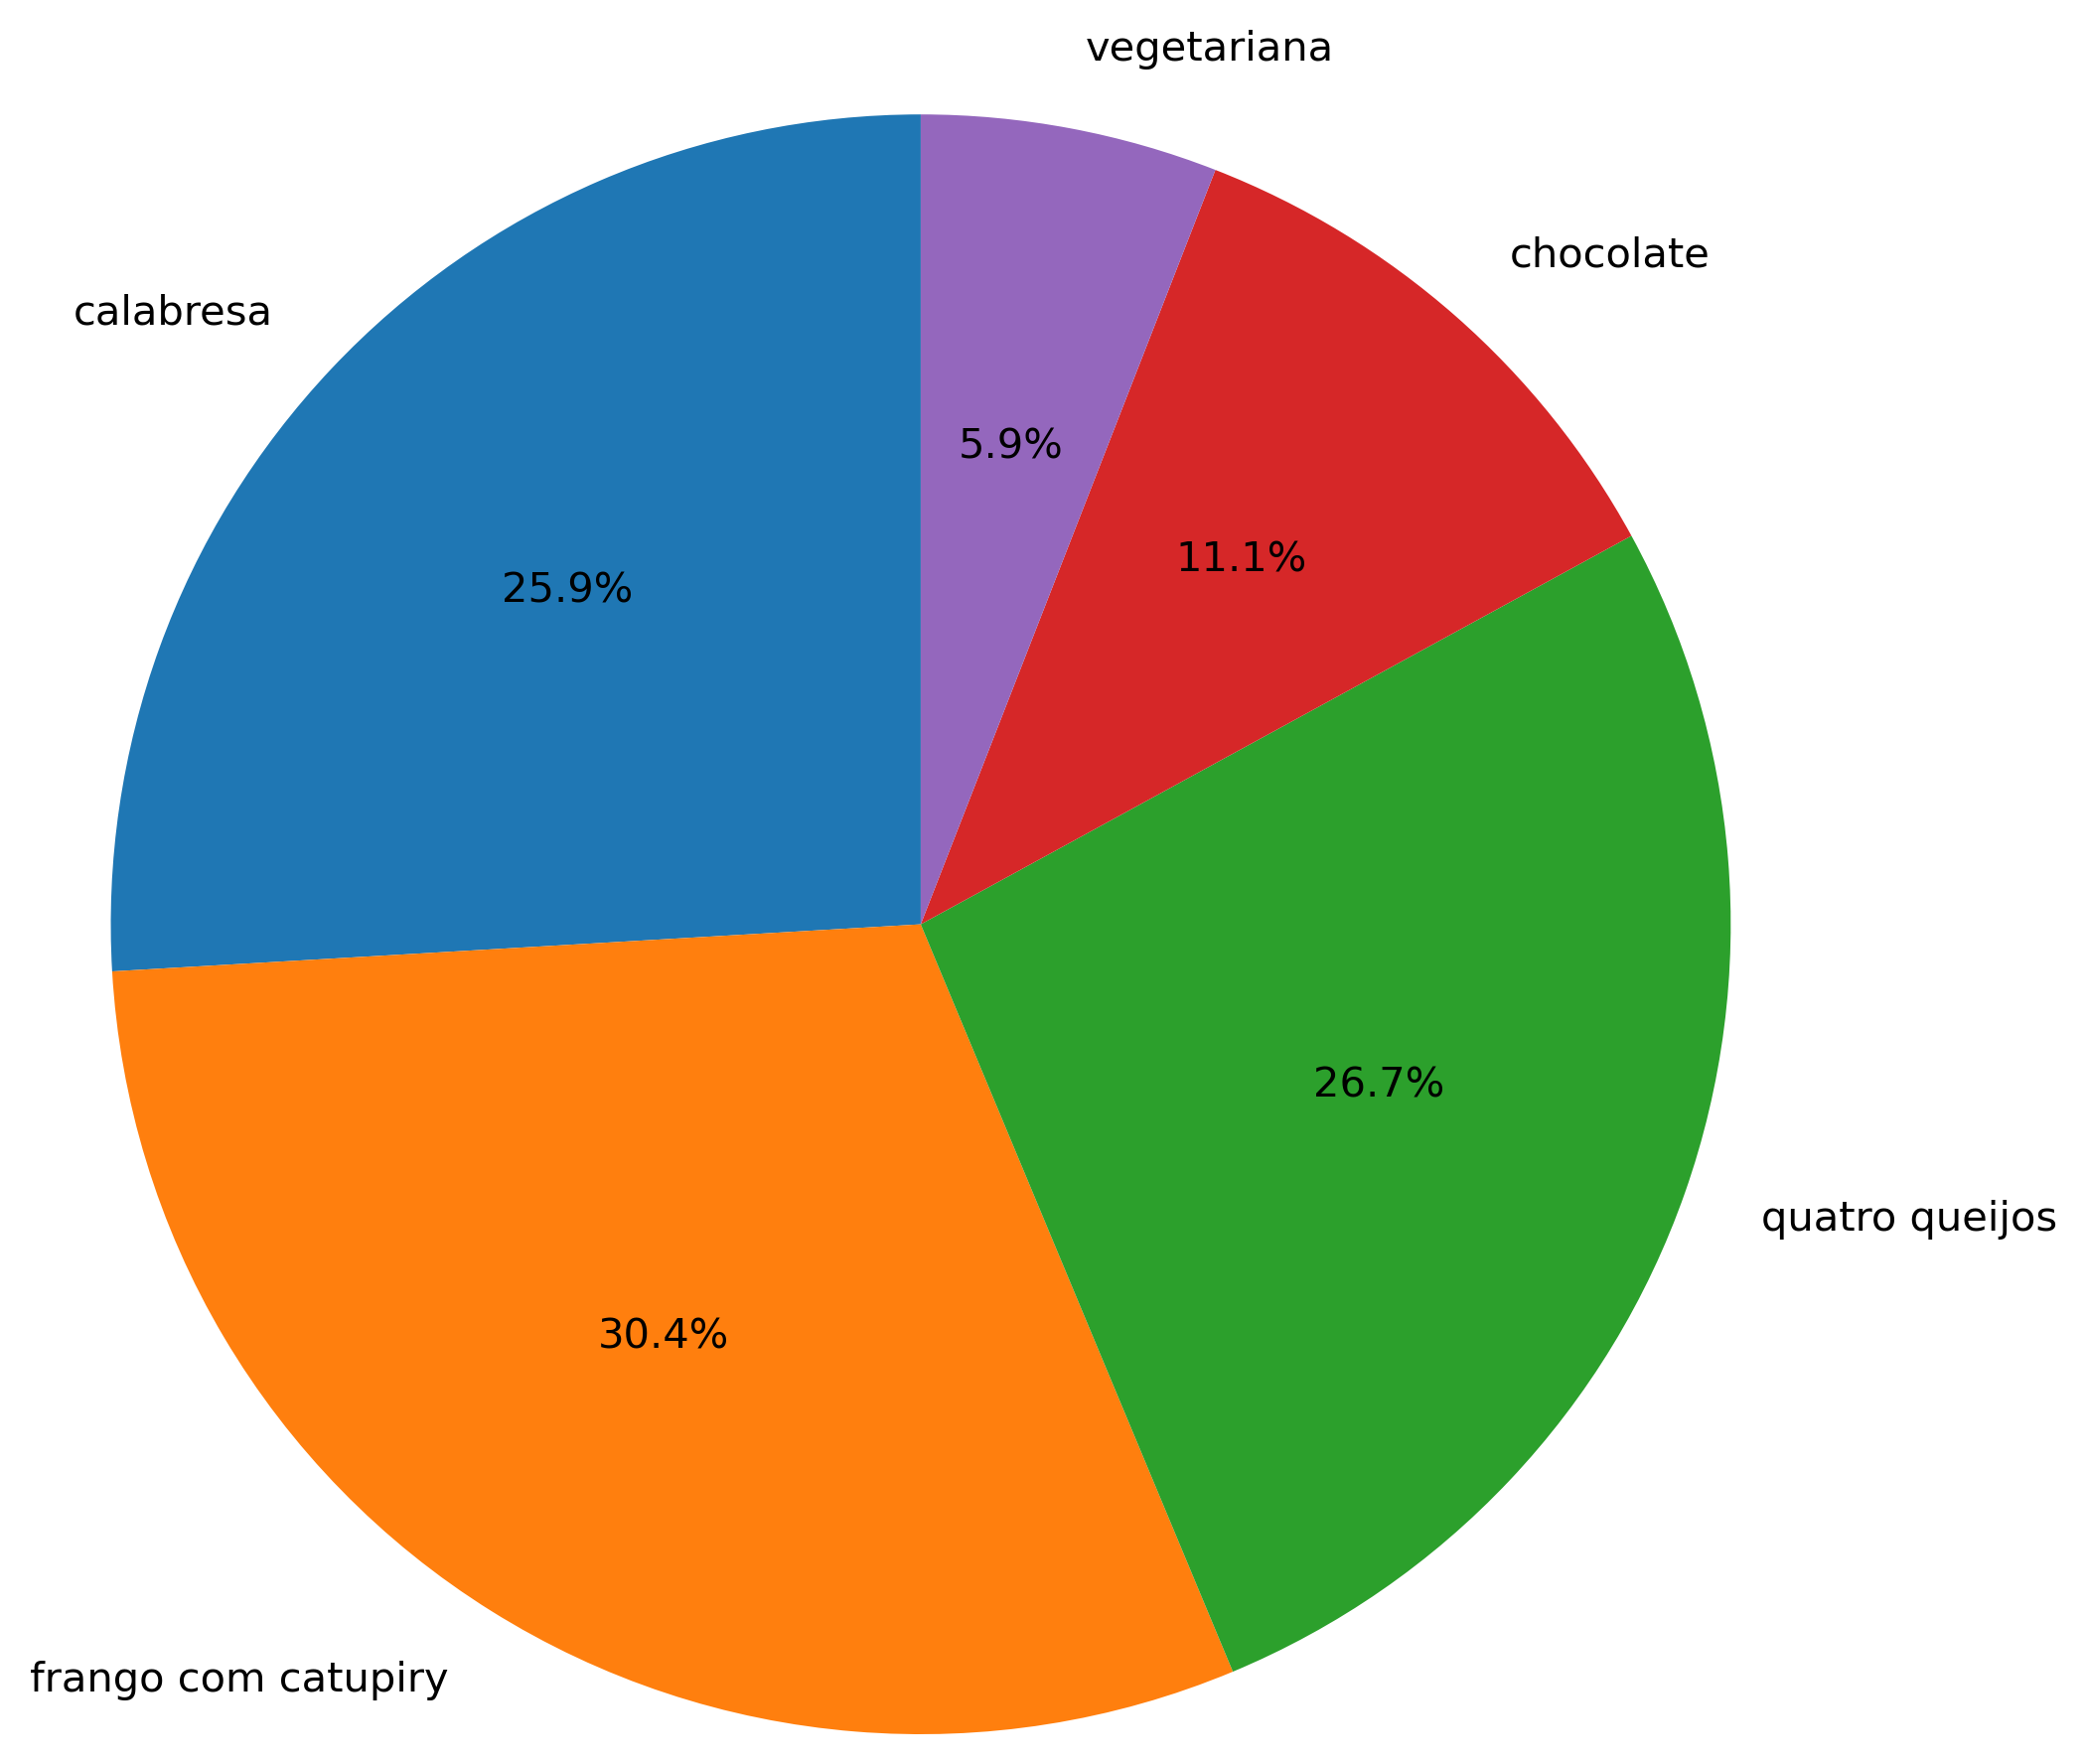 vegetariana
chocolate
calabresa
5.9%
11.1%
25.9%
26.7%
quatro queijos
30.4%
frango com catupiry